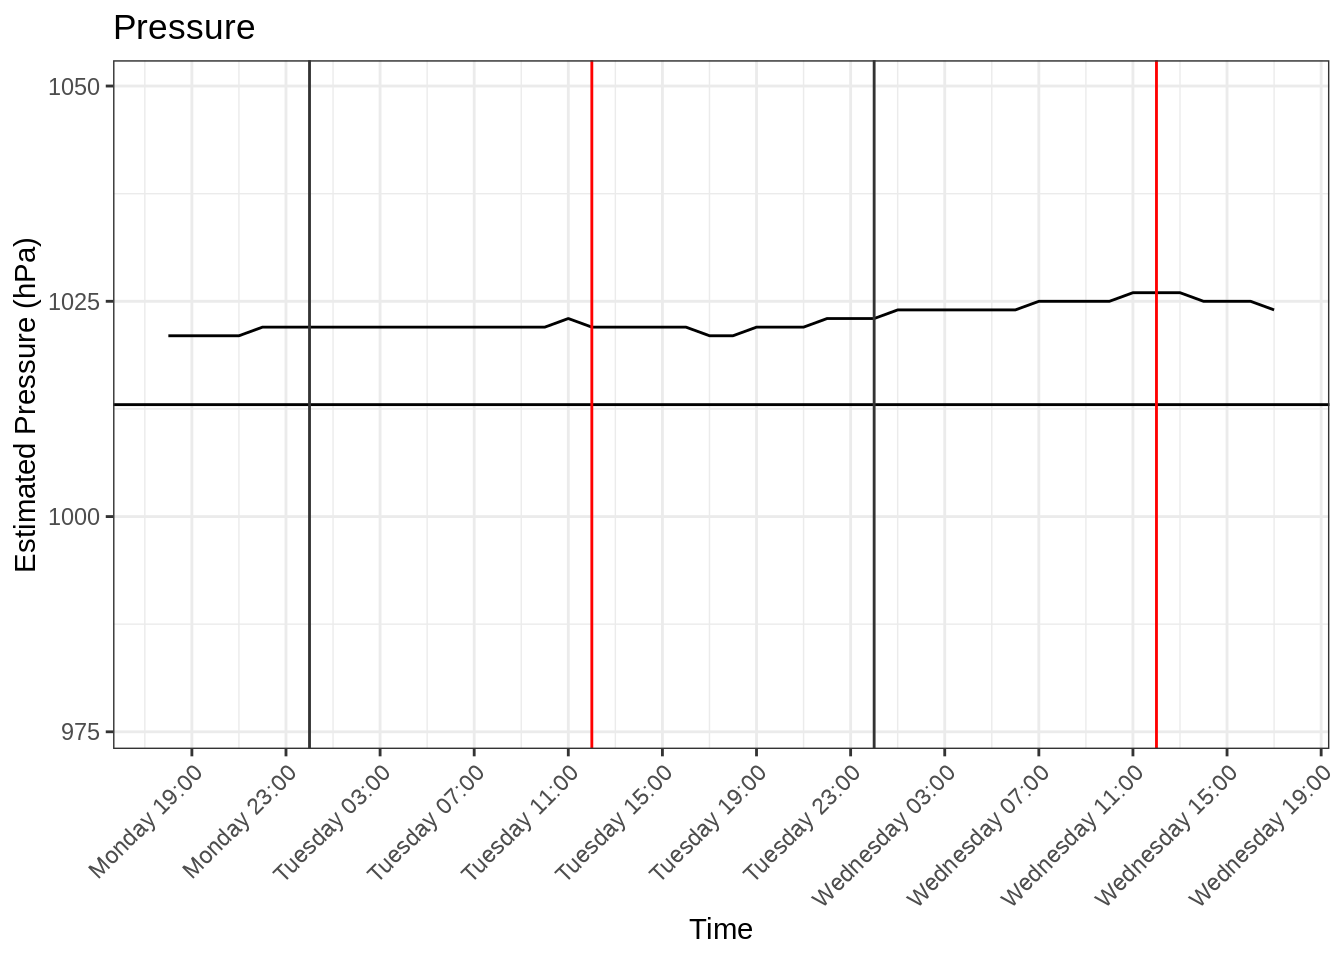 Pressure
Estimated Pressure (hPa)
1050
1025
1000
975
Monday 19:00
Monday 23:00
Tuesday 03:00
Tuesday 07:00
Tuesday 11:00
Tuesday 15:00
Tuesday 19:00
Tuesday 23:00
Wednesday 03:00
Wednesday 07:00
Wednesday 11:00
Wednesday 15:00
Wednesday 19:00
Time